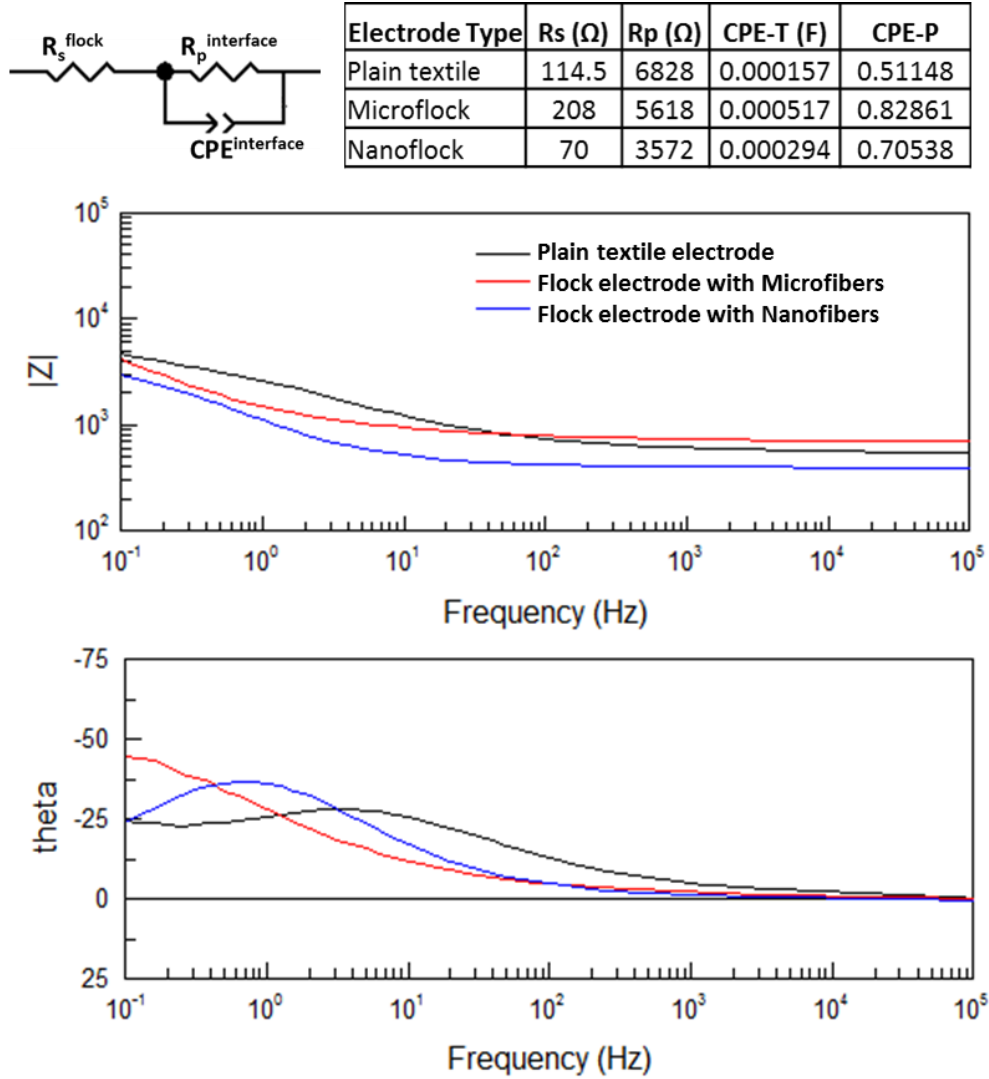 Rs^flock Rp^interface
CPE^interface
Electrode Type Rs (Ω) Rp (Ω) CPE-T (F) CPE-P
Plain textile 114.5 6828 0.000157 0.51148
Microflock 208 5618 0.000517 0.82861
Nanoflock 70 3572 0.000294 0.70538
10^5
10^4
10^3
10^2
|Z|
Plain textile electrode
Flock electrode with Microfibers
Flock electrode with Nanofibers
10^-1 10^0 10^1 10^2 10^3 10^4 10^5
Frequency (Hz)
-75
-50
-25
0
25
theta
10^-1 10^0 10^1 10^2 10^3 10^4 10^5
Frequency (Hz)